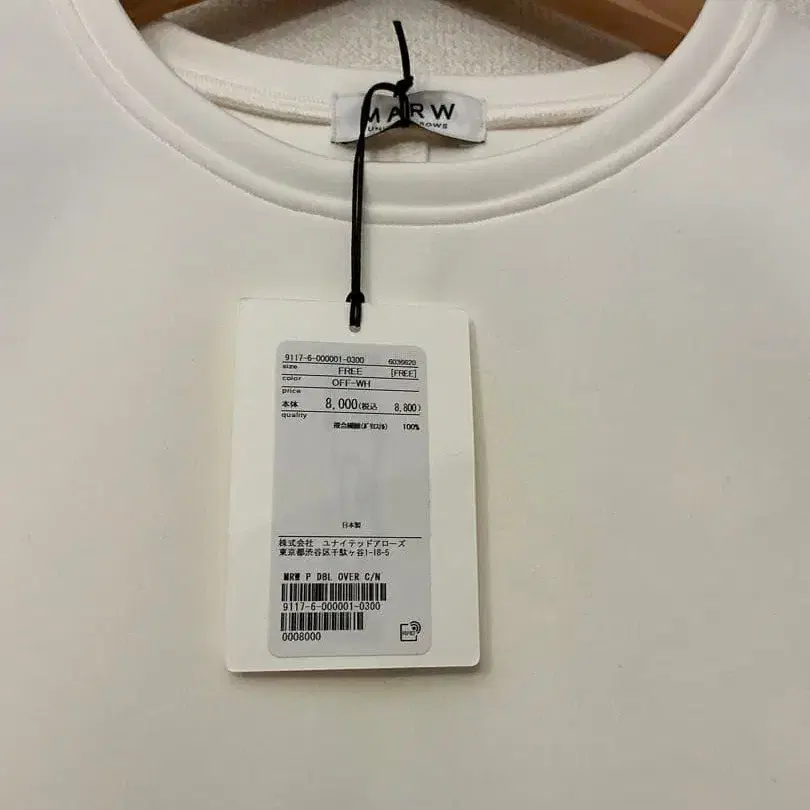 MARW
9117-6-000001-0300 6036620
size FREE [FREE]
color OFF-WH
price
本体 8,000(税込 8,800)
quality
複合繊維(ポリエステル) 100%
日本製
株式会社 ユナイテッドアローズ
東京都渋谷区千駄ヶ谷1-18-5
MRW P DBL OVER C/N
9117-6-000001-0300
0008000
RFID